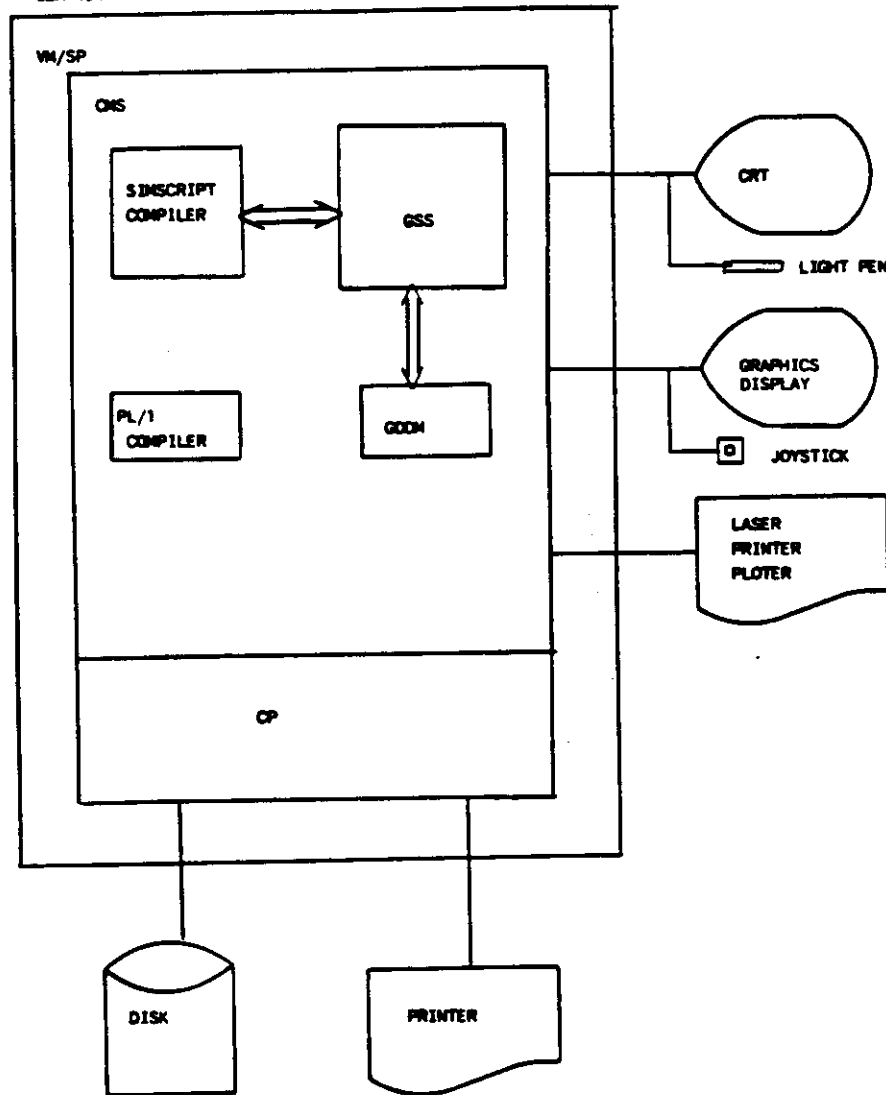 VM/SP
CMS
SIMSCRIPT
COMPILER
GSS
CRT
LIGHT PEN
GRAPHICS
DISPLAY
PL/1
COMPILER
GDDM
JOYSTICK
LASER
PRINTER
PLOTER
CP
DISK
PRINTER